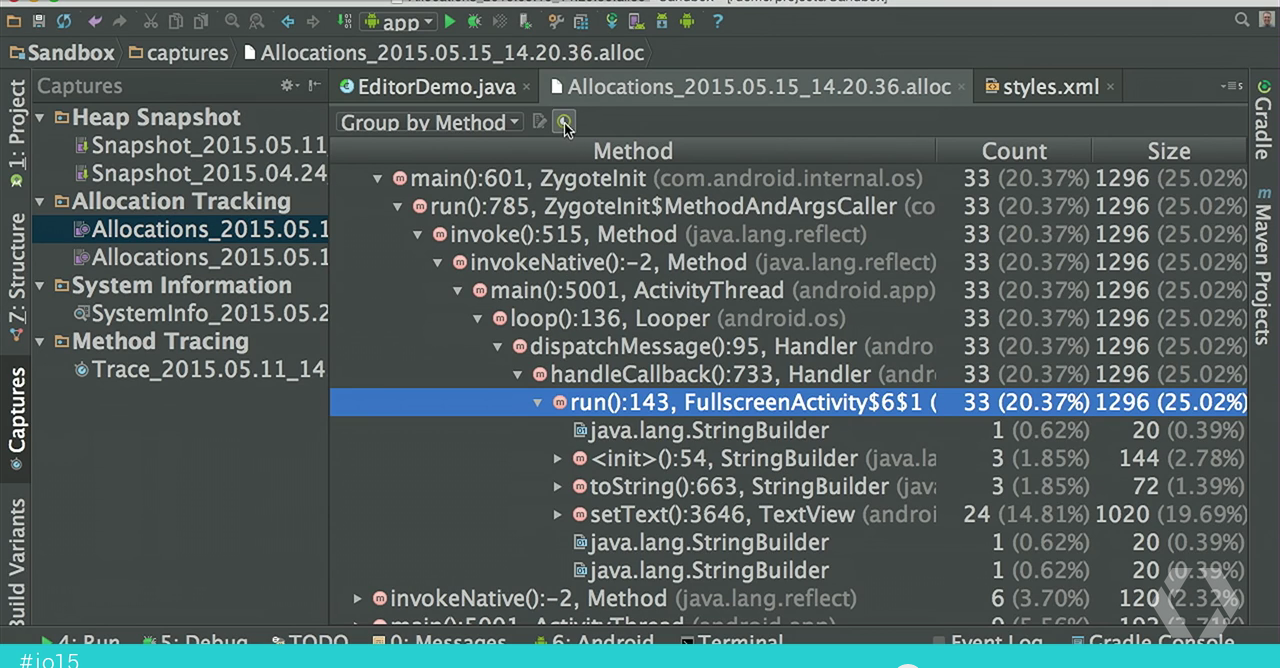 app
?
Sandbox captures Allocations_2015.05.15_14.20.36.alloc
1: Project
7: Structure
Captures
Build Variants
Captures
Heap Snapshot
Snapshot_2015.05.11
Snapshot_2015.04.24
Allocation Tracking
Allocations_2015.05.1
Allocations_2015.05.1
System Information
SystemInfo_2015.05.2
Method Tracing
Trace_2015.05.11_14
EditorDemo.java × Allocations_2015.05.15_14.20.36.alloc × styles.xml ×
Group by Method
Method Count Size
main():601, ZygoteInit (com.android.internal.os) 33 (20.37%) 1296 (25.02%)
run():785, ZygoteInit$MethodAndArgsCaller (co 33 (20.37%) 1296 (25.02%)
invoke():515, Method (java.lang.reflect) 33 (20.37%) 1296 (25.02%)
invokeNative():-2, Method (java.lang.reflect) 33 (20.37%) 1296 (25.02%)
main():5001, ActivityThread (android.app) 33 (20.37%) 1296 (25.02%)
loop():136, Looper (android.os) 33 (20.37%) 1296 (25.02%)
dispatchMessage():95, Handler (andro 33 (20.37%) 1296 (25.02%)
handleCallback():733, Handler (andr 33 (20.37%) 1296 (25.02%)
run():143, FullscreenActivity$6$1 ( 33 (20.37%) 1296 (25.02%)
java.lang.StringBuilder 1 (0.62%) 20 (0.39%)
<init>():54, StringBuilder (java.la 3 (1.85%) 144 (2.78%)
toString():663, StringBuilder (java 3 (1.85%) 72 (1.39%)
setText():3646, TextView (androi 24 (14.81%) 1020 (19.69%)
java.lang.StringBuilder 1 (0.62%) 20 (0.39%)
java.lang.StringBuilder 1 (0.62%) 20 (0.39%)
invokeNative():-2, Method (java.lang.reflect) 6 (3.70%) 120 (2.32%)
main():5001, ActivityThread (android.app)
Gradle
m Maven Projects
4: Run 5: Debug TODO 0: Messages 6: Android Terminal Event Log Gradle Console
#io15